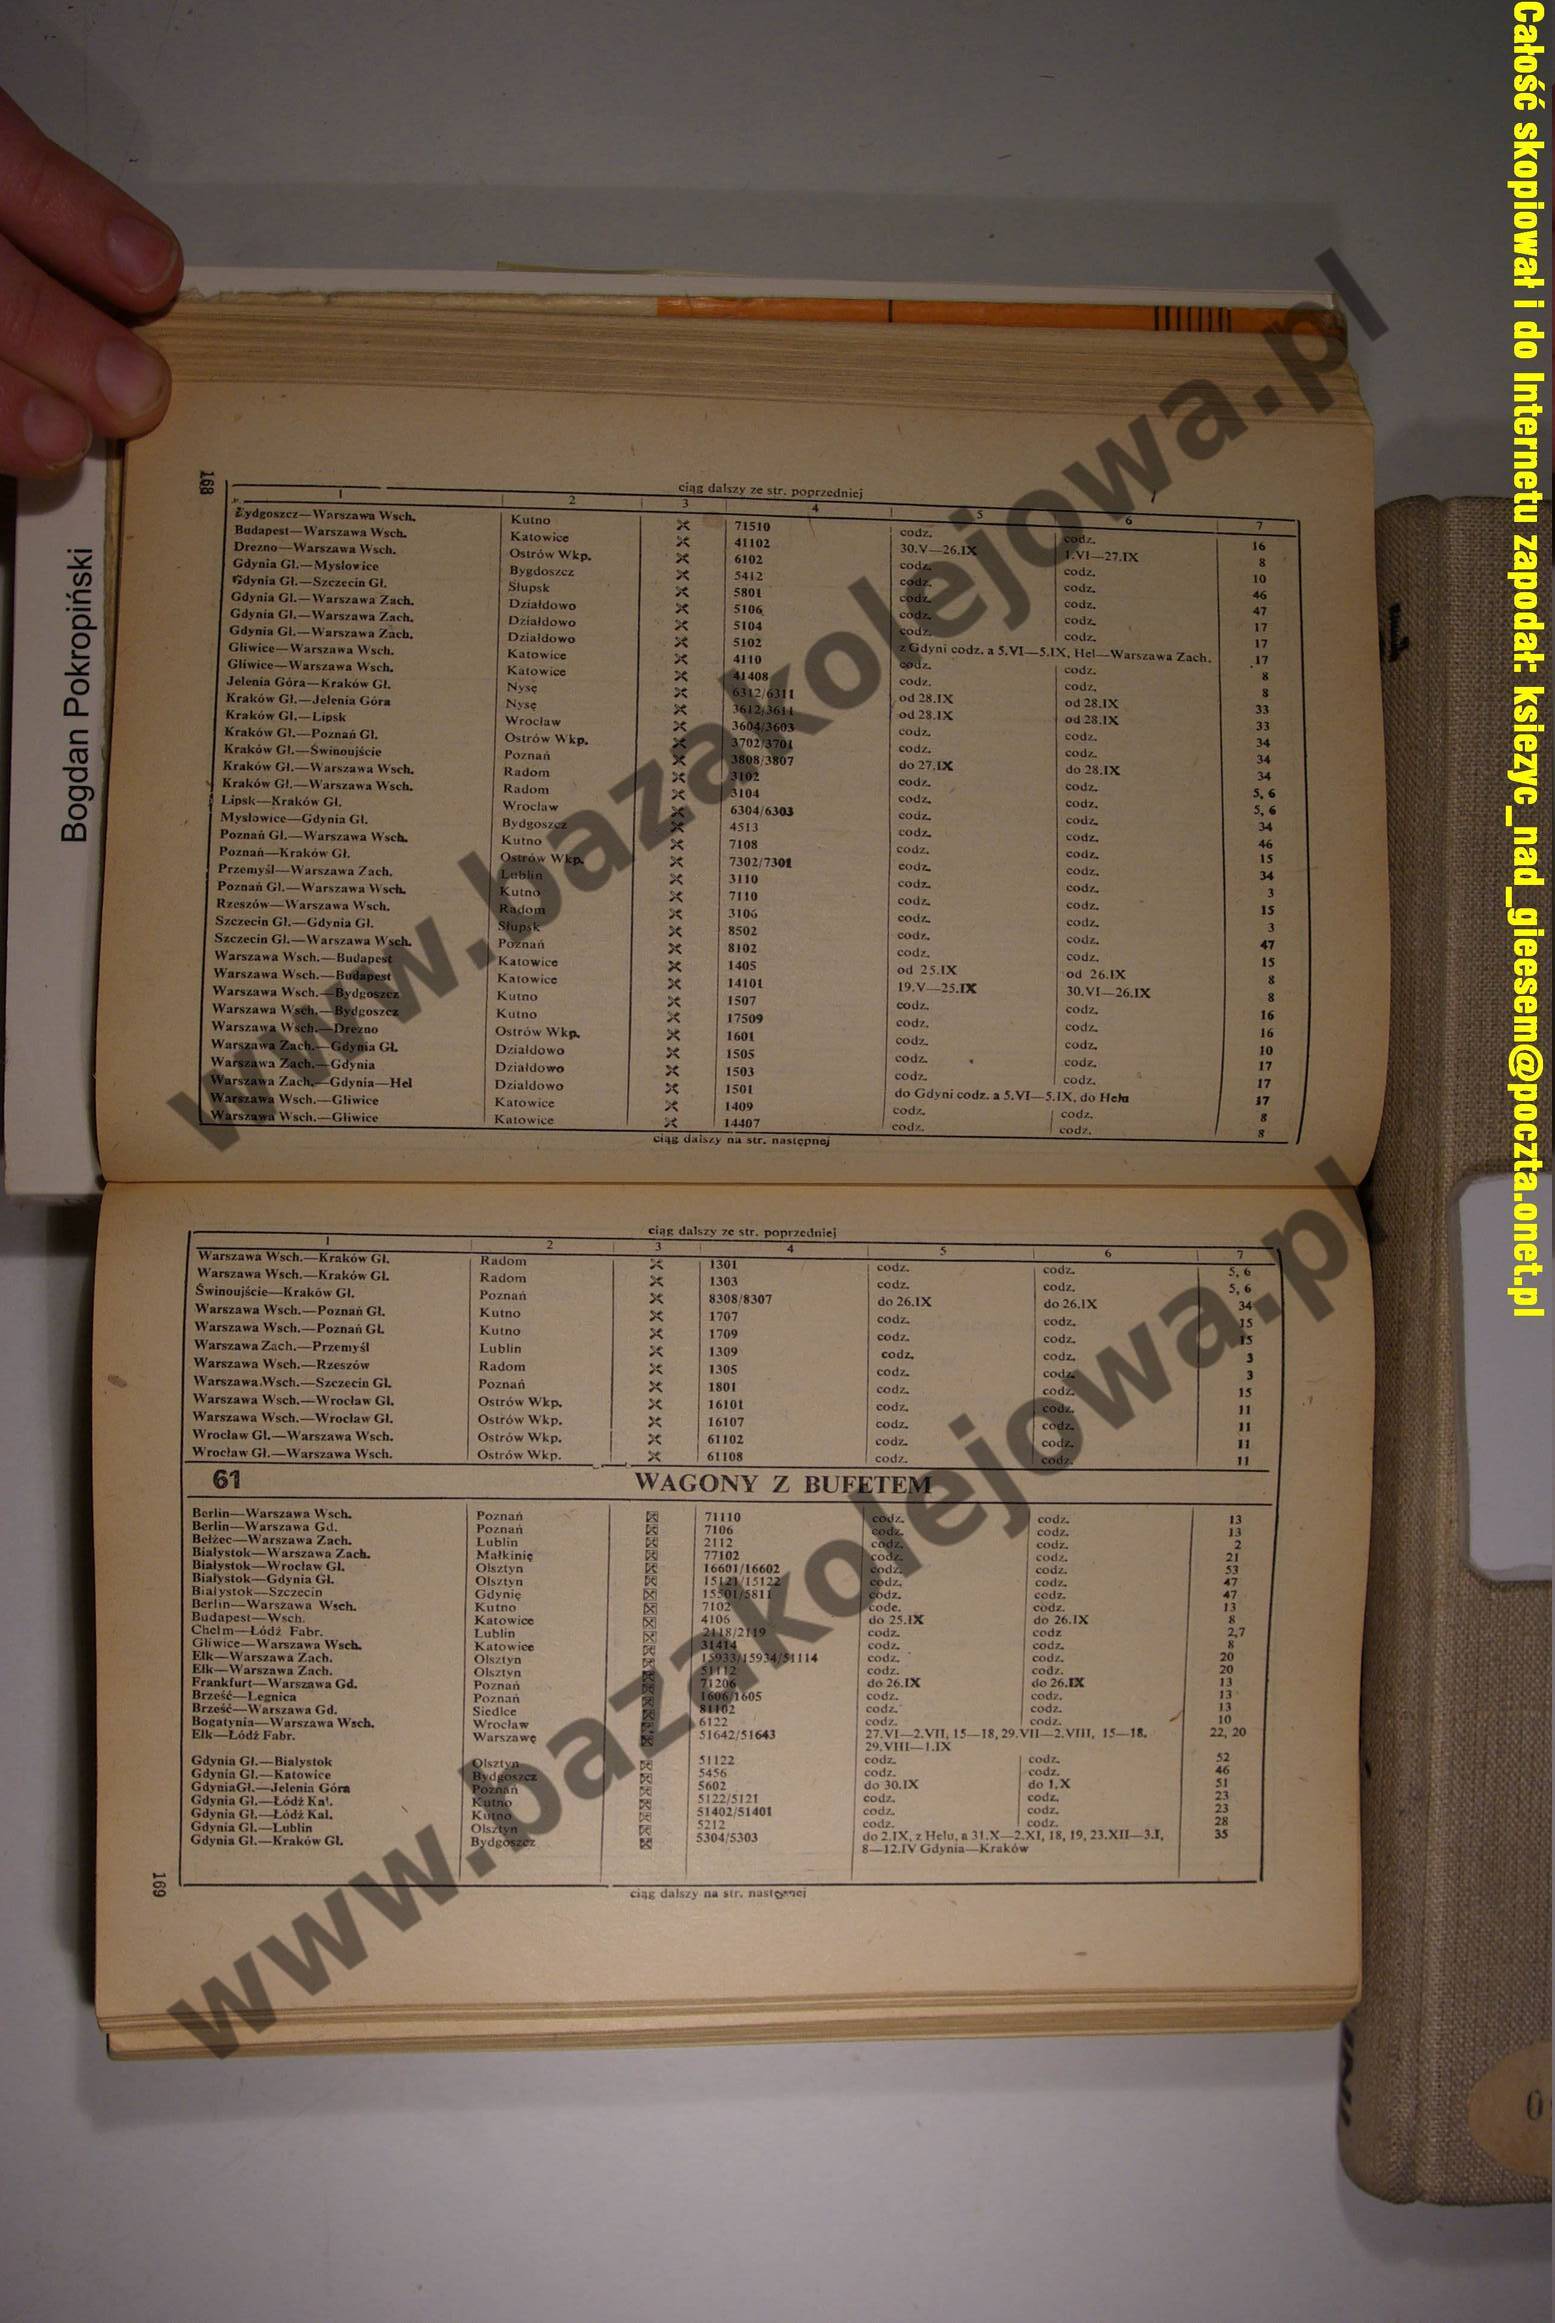 Całość skopiował i do Internetu zapodał: ksiezyc_nad_gieesem@poczta.onet.pl
Bogdan Pokropiński
www.bazakolejowa.pl
168
ciąg dalszy ze str. poprzedniej
1 2 3 4 5 6 7
Bydgoszcz—Warszawa Wsch. Kutno 71510 codz. codz. 16
Budapest—Warszawa Wsch. Katowice 41102 30.V—26.IX 1.VI—27.IX 8
Drezno—Warszawa Wsch. Ostrów Wkp. 6102 codz. codz. 10
Gdynia Gł.—Mysłowice Bygdoszcz 5412 codz. codz. 46
Gdynia Gł.—Szczecin Gł. Słupsk 5801 codz. codz. 47
Gdynia Gł.—Warszawa Zach. Działdowo 5106 codz. codz. 17
Gdynia Gł.—Warszawa Zach. Działdowo 5104 codz. codz. 17
Gdynia Gł.—Warszawa Zach. Działdowo 5102 z Gdyni codz. a 5.VI—5.IX, Hel—Warszawa Zach. 17
Gliwice—Warszawa Wsch. Katowice 4110 codz. codz. 8
Gliwice—Warszawa Wsch. Katowice 41408 codz. codz. 8
Jelenia Góra—Kraków Gł. Nysę 6312/6311 od 28.IX od 28.IX 33
Kraków Gł.—Jelenia Góra Nysę 3612/3611 od 28.IX od 28.IX 33
Kraków Gł.—Lipsk Wrocław 3604/3603 codz. codz. 34
Kraków Gł.—Poznań Gł. Ostrów Wkp. 3702/3701 codz. codz. 34
Kraków Gł.—Świnoujście Poznań 3808/3807 do 27.IX do 28.IX 34
Kraków Gł.—Warszawa Wsch. Radom 3102 codz. codz. 5, 6
Kraków Gł.—Warszawa Wsch. Radom 3104 codz. codz. 5, 6
Lipsk—Kraków Gł. Wrocław 6304/6303 codz. codz. 34
Mysłowice—Gdynia Gł. Bydgoszcz 4513 codz. codz. 46
Poznań Gł.—Warszawa Wsch. Kutno 7108 codz. codz. 15
Poznań—Kraków Gł. Ostrów Wkp. 7302/7301 codz. codz. 34
Przemyśl—Warszawa Zach. Lublin 3110 codz. codz. 3
Poznań Gł.—Warszawa Wsch. Kutno 7110 codz. codz. 15
Rzeszów—Warszawa Wsch. Radom 3106 codz. codz. 3
Szczecin Gł.—Gdynia Gł. Słupsk 8502 codz. codz. 47
Szczecin Gł.—Warszawa Wsch. Poznań 8102 codz. codz. 15
Warszawa Wsch.—Budapest Katowice 1405 od 25.IX od 26.IX 8
Warszawa Wsch.—Budapest Katowice 14101 19.V—25.IX 30.VI—26.IX 8
Warszawa Wsch.—Bydgoszcz Kutno 1507 codz. codz. 16
Warszawa Wsch.—Bydgoszcz Kutno 17509 codz. codz. 16
Warszawa Wsch.—Drezno Ostrów Wkp. 1601 codz. codz. 10
Warszawa Zach.—Gdynia Gł. Działdowo 1505 codz. codz. 17
Warszawa Zach.—Gdynia Działdowo 1503 codz. codz. 17
Warszawa Zach.—Gdynia—Hel Działdowo 1501 do Gdyni codz. a 5.VI—5.IX, do Helu 17
Warszawa Wsch.—Gliwice Katowice 1409 codz. codz. 8
Warszawa Wsch.—Gliwice Katowice 14407 codz. codz. 8
ciąg dalszy na str. następnej
ciąg dalszy ze str. poprzedniej
1 2 3 4 5 6 7
Warszawa Wsch.—Kraków Gł. Radom 1301 codz. codz. 5, 6
Warszawa Wsch.—Kraków Gł. Radom 1303 codz. codz. 5, 6
Świnoujście—Kraków Gł. Poznań 8308/8307 do 26.IX do 26.IX 34
Warszawa Wsch.—Poznań Gł. Kutno 1707 codz. codz. 15
Warszawa Wsch.—Poznań Gł. Kutno 1709 codz. codz. 15
Warszawa Zach.—Przemyśl Lublin 1309 codz. codz. 3
Warszawa Wsch.—Rzeszów Radom 1305 codz. codz. 3
Warszawa Wsch.—Szczecin Gł. Poznań 1801 codz. codz. 15
Warszawa Wsch.—Wrocław Gł. Ostrów Wkp. 16101 codz. codz. 11
Warszawa Wsch.—Wrocław Gł. Ostrów Wkp. 16107 codz. codz. 11
Wrocław Gł.—Warszawa Wsch. Ostrów Wkp. 61102 codz. codz. 11
Wrocław Gł.—Warszawa Wsch. Ostrów Wkp. 61108 codz. codz. 11
61 WAGONY Z BUFETEM
Berlin—Warszawa Wsch. Poznań 71110 codz. codz. 13
Berlin—Warszawa Gd. Poznań 7106 codz. codz. 13
Bełżec—Warszawa Zach. Lublin 2112 codz. codz. 2
Białystok—Warszawa Zach. Małkinię 77102 codz. codz. 21
Białystok—Wrocław Gł. Olsztyn 16601/16602 codz. codz. 53
Białystok—Gdynia Gł. Olsztyn 15121/15122 codz. codz. 47
Białystok—Szczecin Gdynię 15501/5811 codz. codz. 47
Berlin—Warszawa Wsch. Kutno 7102 code. codz. 13
Budapest—Wsch. Katowice 4106 do 25.IX do 26.IX 8
Chełm—Łódź Fabr. Lublin 2118/2119 codz. codz 2,7
Gliwice—Warszawa Wsch. Katowice 31414 codz. codz. 8
Ełk—Warszawa Zach. Olsztyn 15933/15934/51114 codz. codz. 20
Ełk—Warszawa Zach. Olsztyn 51112 codz. codz. 20
Frankfurt—Warszawa Gd. Poznań 71206 do 26.IX do 26.IX 13
Brześć—Legnica Poznań 1606/1605 codz. codz. 13
Brześć—Warszawa Gd. Siedlce 81102 codz. codz. 13
Bogatynia—Warszawa Wsch. Wrocław 6122 codz. codz. 10
Ełk—Łódź Fabr. Warszawę 51642/51643 27.VI—2.VII, 15—18, 29.VII—2.VIII, 15—18. 22, 20
29.VIII—1.IX
Gdynia Gł.—Białystok Olsztyn 51122 codz. codz. 52
Gdynia Gł.—Katowice Bydgoszcz 5456 codz. codz. 46
GdyniaGł.—Jelenia Góra Poznań 5602 do 30.IX do 1.X 51
Gdynia Gł.—Łódź Kal. Kutno 5122/5121 codz. codz. 23
Gdynia Gł.—Łódź Kal. Kutno 51402/51401 codz. codz. 23
Gdynia Gł.—Lublin Olsztyn 5212 codz. codz. 28
Gdynia Gł.—Kraków Gł. Bydgoszcz 5304/5303 do 2.IX, z Helu, a 31.X—2.XI, 18, 19, 23.XII—3.I, 35
8—12.IV Gdynia—Kraków
ciąg dalszy na str. następnej
169
www.bazakolejowa.pl